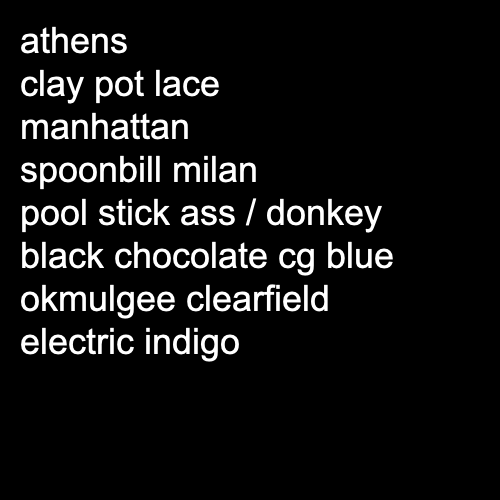 athens
clay pot lace
manhattan
spoonbill milan
pool stick ass / donkey
black chocolate cg blue
okmulgee clearfield
electric indigo